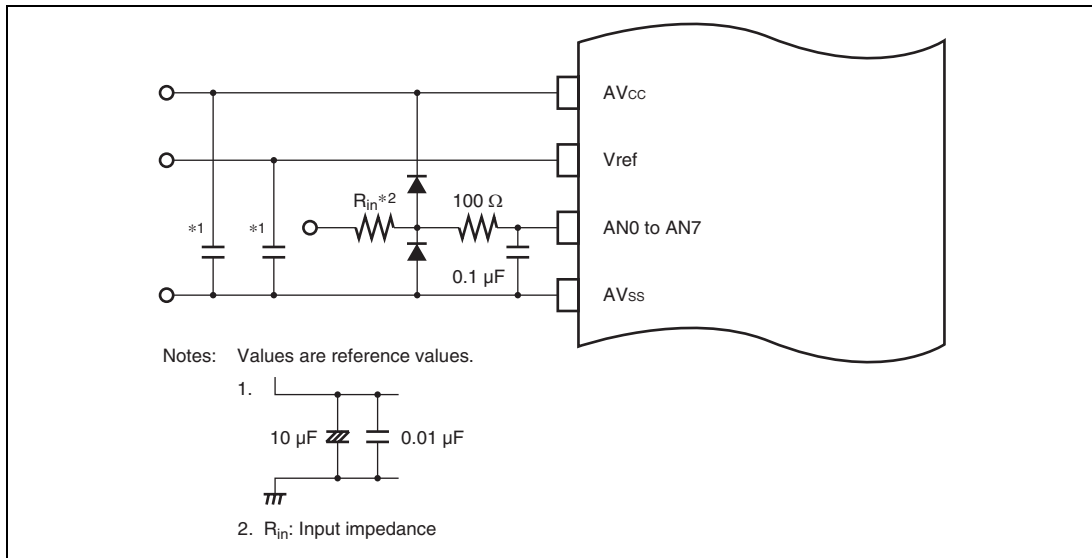 AVcc
Vref
Rin*2
100 Ω
*1
*1
AN0 to AN7
0.1 µF
AVss
Notes: Values are reference values.
1.
10 µF
0.01 µF
2. Rin: Input impedance